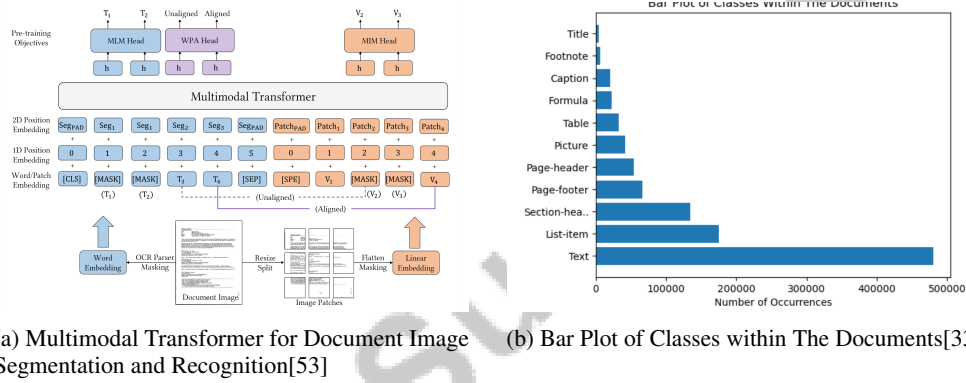 Bar Plot of Classes Within The Documents
Pre-training
Objectives
T₁ T₂ Unaligned Aligned V₂ V₃
MLM Head WPA Head MIM Head
h h h h h h
Multimodal Transformer
2D Position
Embedding
Seg_PAD Seg₁ Seg₁ Seg₂ Seg₃ Seg_PAD Patch_PAD Patch₁ Patch₂ Patch₃ Patch₄
+ + + + + + + + + + +
1D Position
Embedding
0 1 2 3 4 5 0 1 2 3 4
+ + + + + + + + + + +
Word/Patch
Embedding
[CLS] [MASK] [MASK] T₃ T₄ [SEP] [SPE] V₁ [MASK] [MASK] V₄
(T₁) (T₂) (V₂) (V₃)
(Unaligned)
(Aligned)
Word
Embedding
OCR Parser
Masking
Document Image
Resize
Split
Image Patches
Flatten
Masking
Linear
Embedding
Title
Footnote
Caption
Formula
Table
Picture
Page-header
Page-footer
Section-hea..
List-item
Text
0 100000 200000 300000 400000 500000
Number of Occurrences
a) Multimodal Transformer for Document Image
Segmentation and Recognition[53]
(b) Bar Plot of Classes within The Documents[33